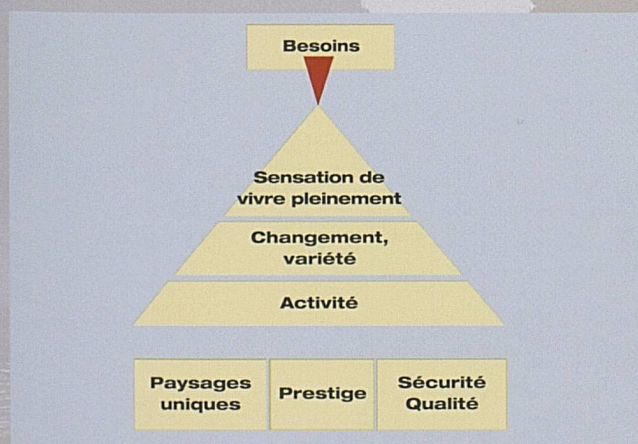 Besoins
Sensation de
vivre pleinement
Changement,
variété
Activité
Paysages
uniques
Prestige
Sécurité
Qualité